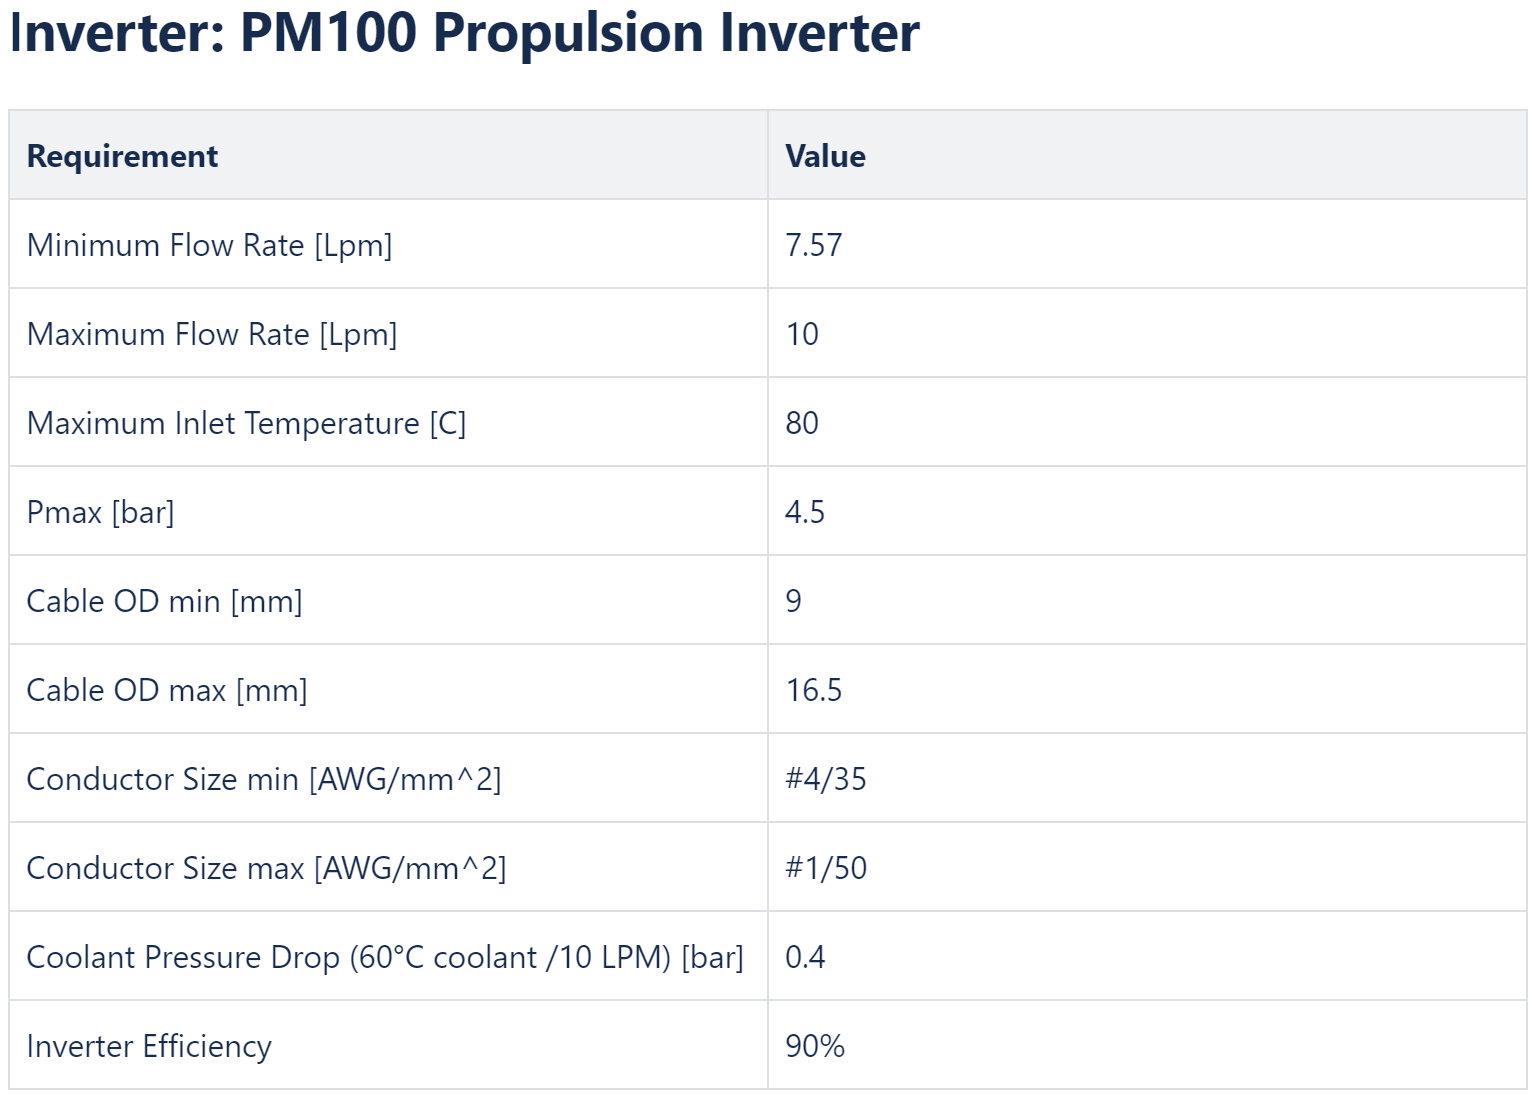 Inverter: PM100 Propulsion Inverter
Requirement Value
Minimum Flow Rate [Lpm] 7.57
Maximum Flow Rate [Lpm] 10
Maximum Inlet Temperature [C] 80
Pmax [bar] 4.5
Cable OD min [mm] 9
Cable OD max [mm] 16.5
Conductor Size min [AWG/mm^2] #4/35
Conductor Size max [AWG/mm^2] #1/50
Coolant Pressure Drop (60°C coolant /10 LPM) [bar] 0.4
Inverter Efficiency 90%